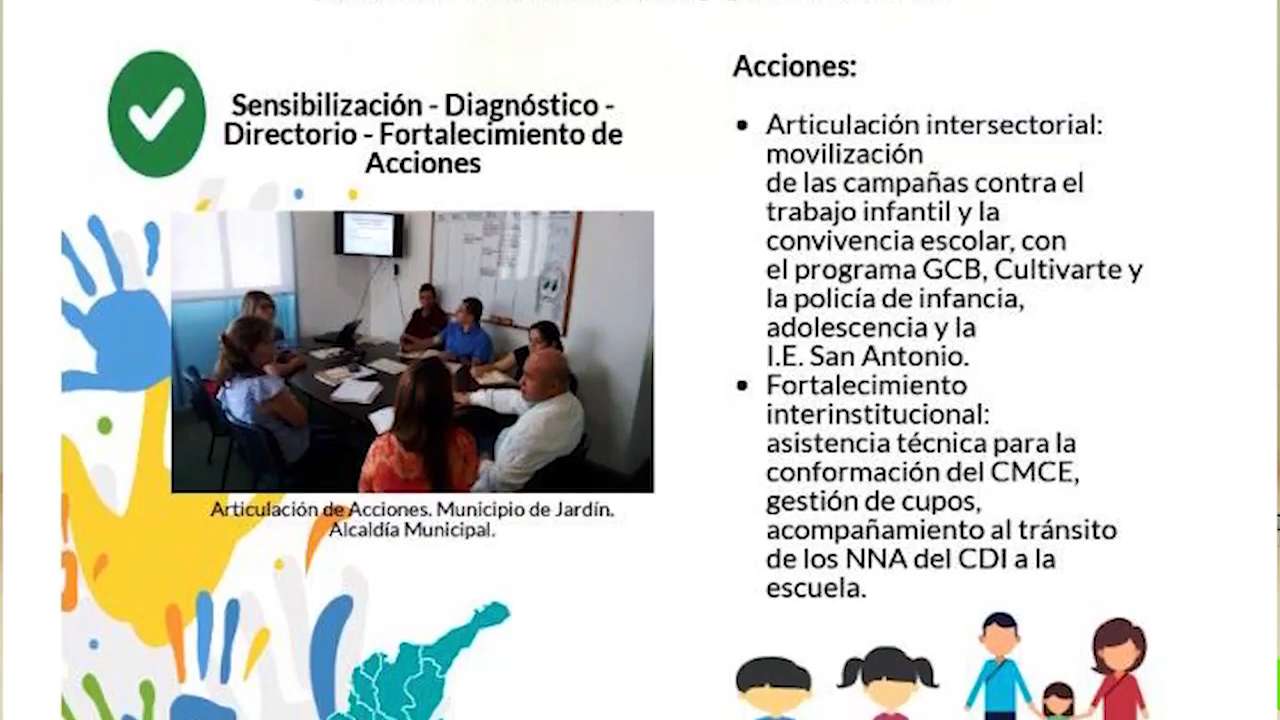 Sensibilización - Diagnóstico -
Directorio - Fortalecimiento de
Acciones
Articulación de Acciones. Municipio de Jardín.
Alcaldía Municipal.
Acciones:
• Articulación intersectorial:
movilización
de las campañas contra el
trabajo infantil y la
convivencia escolar, con
el programa GCB, Cultivarte y
la policía de infancia,
adolescencia y la
I.E. San Antonio.
• Fortalecimiento
interinstitucional:
asistencia técnica para la
conformación del CMCE,
gestión de cupos,
acompañamiento al tránsito
de los NNA del CDI a la
escuela.